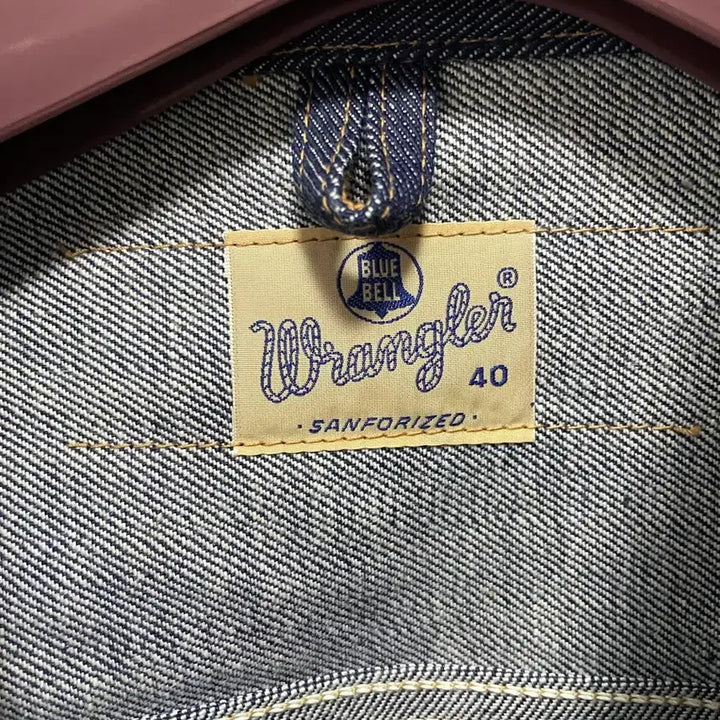 BLUE
BELL
Wrangler®
40
· SANFORIZED ·